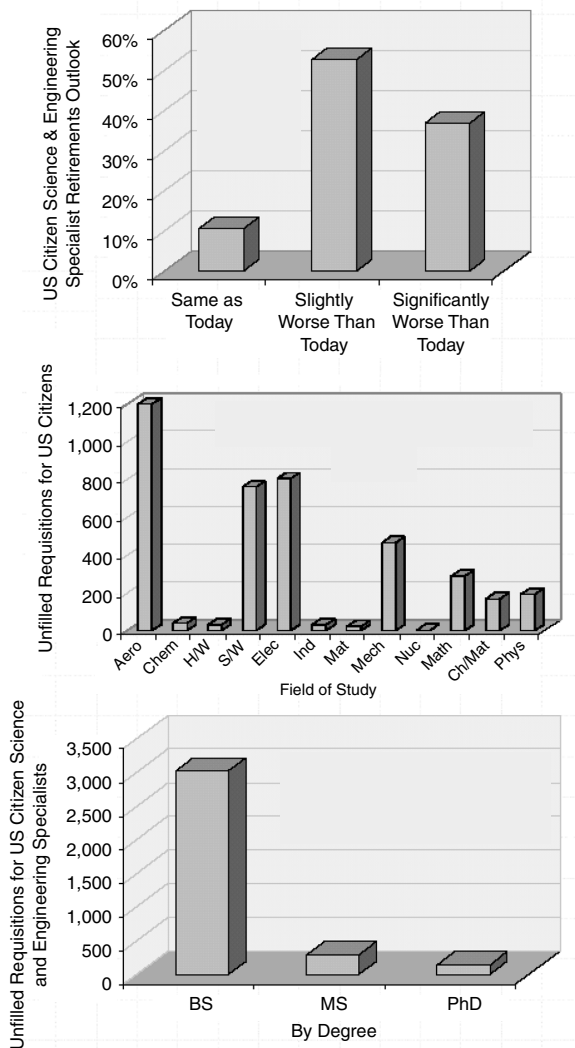 US Citizen Science & Engineering
Specialist Retirements Outlook
60%
50%
40%
30%
20%
10%
0%
Same as
Today
Slightly
Worse Than
Today
Significantly
Worse Than
Today
Unfilled Requisitions for US Citizens
1,200
1,000
800
600
400
200
0
Aero
Chem
H/W
S/W
Elec
Ind
Mat
Mech
Nuc
Math
Ch/Mat
Phys
Field of Study
Unfilled Requisitions for US Citizen Science
and Engineering Specialists
3,500
3,000
2,500
2,000
1,500
1,000
500
0
BS
MS
PhD
By Degree